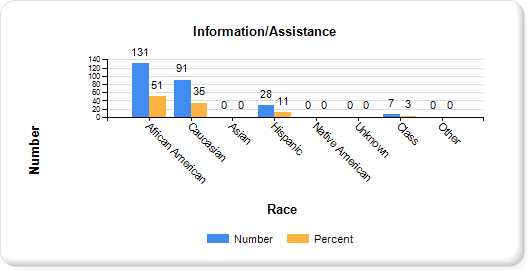 Information/Assistance
Number
140
120
100
80
60
40
20
0
131
51
91
35
0 0
28
11
0 0
0 0
7
3
0 0
African American
Caucasian
Asian
Hispanic
Native American
Unknown
Class
Other
Race
Number
Percent